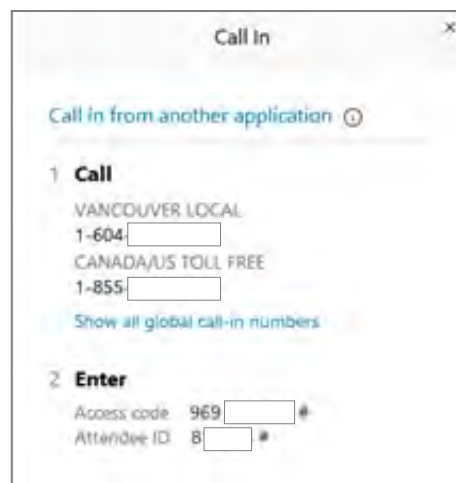 Call In
×
Call in from another application
1 Call
VANCOUVER LOCAL
1-604-
CANADA/US TOLL FREE
1-855-
Show all global call-in numbers
2 Enter
Access code 969 #
Attendee ID 8 #